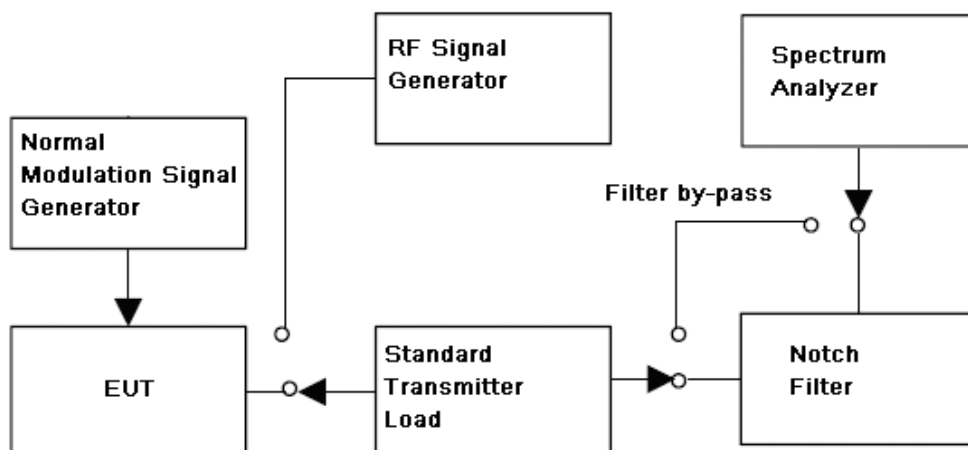 RF Signal
Generator
Spectrum
Analyzer
Normal
Modulation Signal
Generator
Filter by-pass
EUT
Standard
Transmitter
Load
Notch
Filter